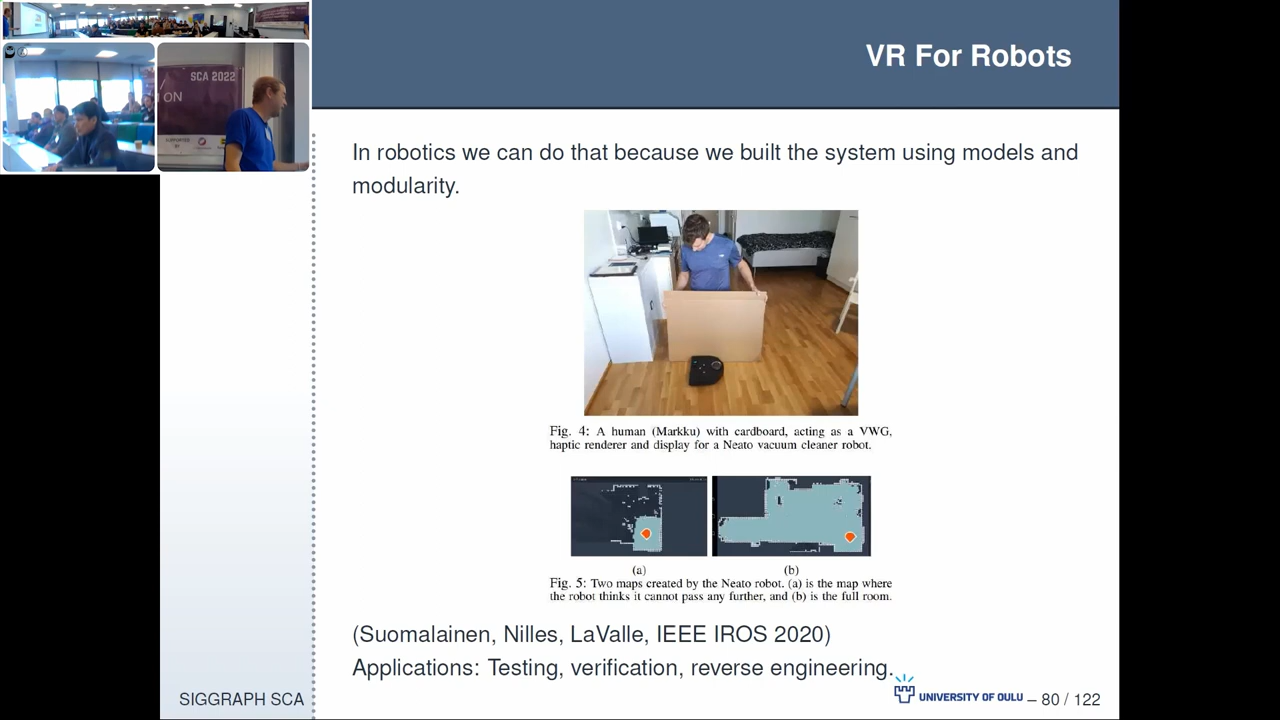 SCA 2022
ON
SUPPORTED
BY
VR For Robots
In robotics we can do that because we built the system using models and
modularity.
Fig. 4: A human (Markku) with cardboard, acting as a VWG,
haptic renderer and display for a Neato vacuum cleaner robot.
(a) (b)
Fig. 5: Two maps created by the Neato robot. (a) is the map where
the robot thinks it cannot pass any further, and (b) is the full room.
(Suomalainen, Nilles, LaValle, IEEE IROS 2020)
Applications: Testing, verification, reverse engineering.
SIGGRAPH SCA
UNIVERSITY OF OULU – 80 / 122